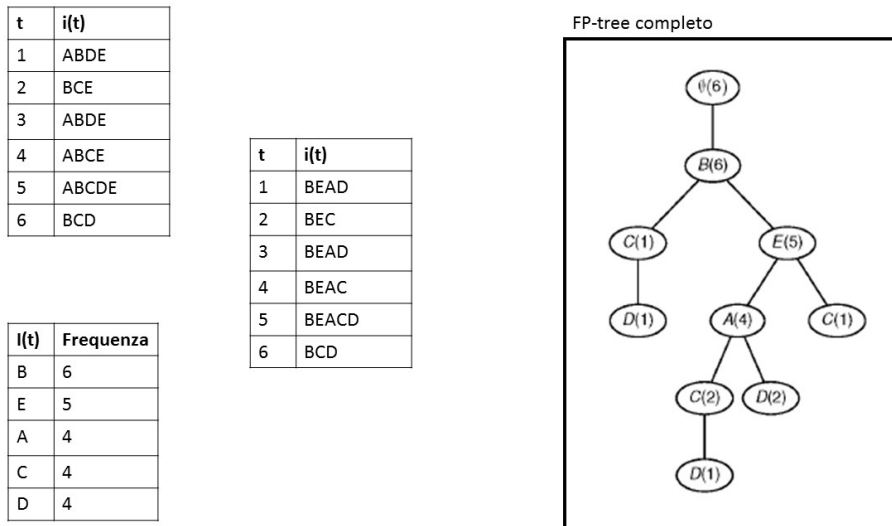 t i(t)
1 ABDE
2 BCE
3 ABDE
4 ABCE
5 ABCDE
6 BCD
I(t) Frequenza
B 6
E 5
A 4
C 4
D 4
t i(t)
1 BEAD
2 BEC
3 BEAD
4 BEAC
5 BEACD
6 BCD
FP-tree completo
∅(6)
B(6)
C(1) E(5)
D(1) A(4) C(1)
C(2) D(2)
D(1)